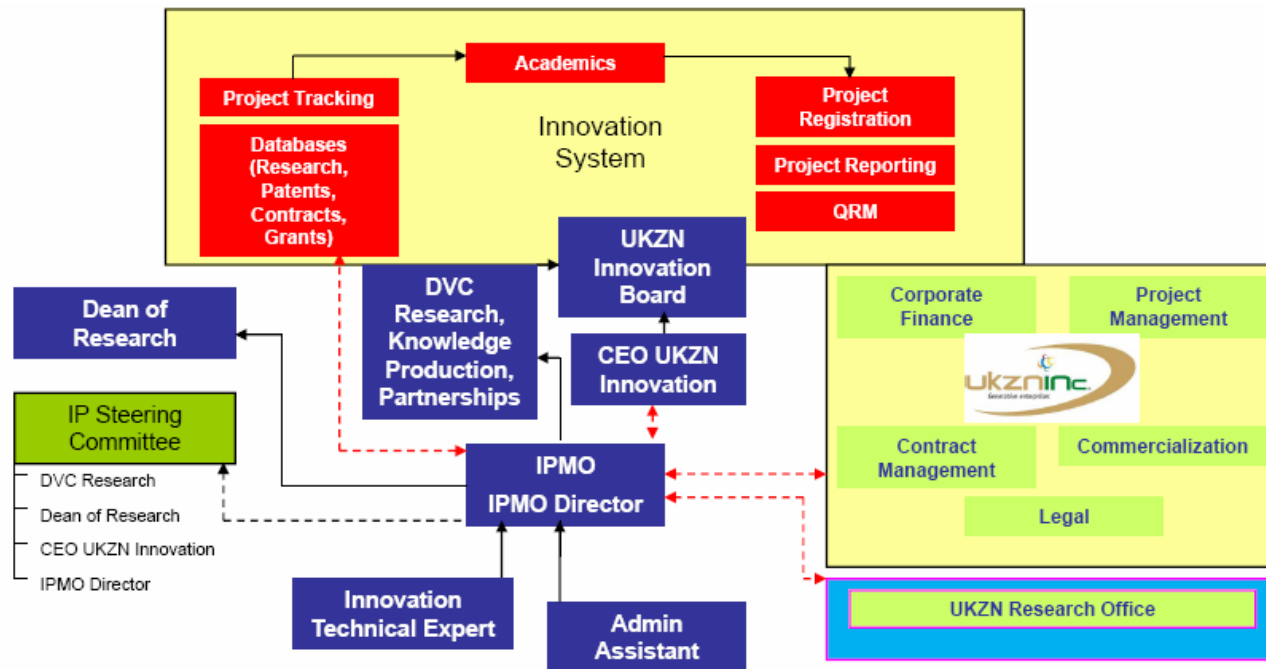 Academics
Project Tracking
Project
Registration
Innovation
System
Databases
(Research,
Patents,
Contracts,
Grants)
Project Reporting
QRM
UKZN
Innovation
Board
DVC
Research,
Knowledge
Production,
Partnerships
Dean of
Research
CEO UKZN
Innovation
Corporate
Finance
Project
Management
ukzninc.
Generative enterprises
Contract
Management
Commercialization
Legal
IP Steering
Committee
DVC Research
Dean of Research
CEO UKZN Innovation
IPMO Director
IPMO
IPMO Director
Innovation
Technical Expert
Admin
Assistant
UKZN Research Office